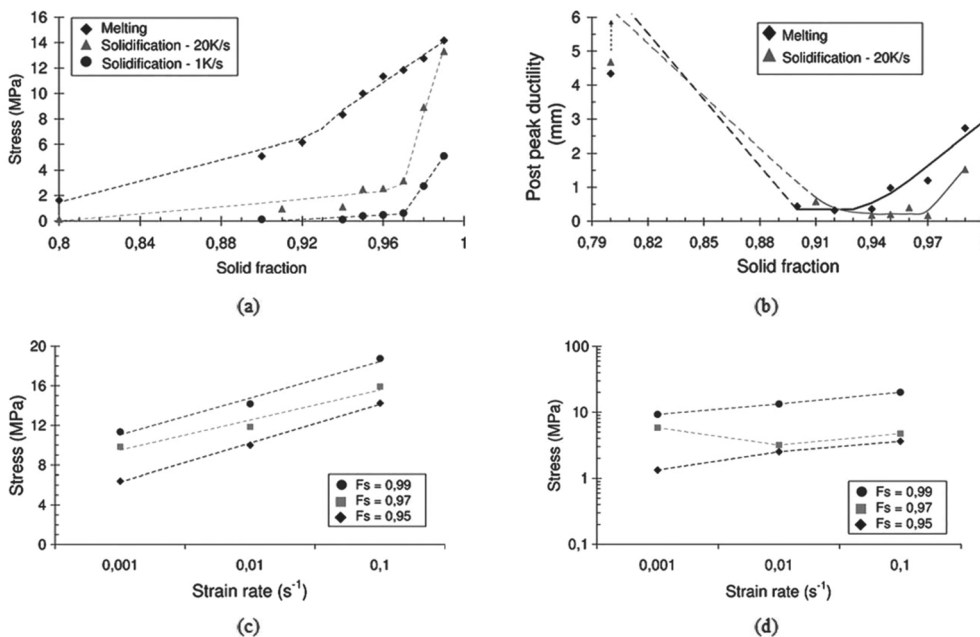 16
14
12
10
8
6
4
2
0
Stress (MPa)
Melting
Solidification - 20K/s
Solidification - 1K/s
0,8 0,84 0,88 0,92 0,96 1
Solid fraction
(a)
6
5
4
3
2
1
0
Post peak ductility
(mm)
Melting
Solidification - 20K/s
0,79 0,82 0,85 0,88 0,91 0,94 0,97
Solid fraction
(b)
20
16
12
8
4
0
Stress (MPa)
Fs = 0,99
Fs = 0,97
Fs = 0,95
0,001 0,01 0,1
Strain rate (s⁻¹)
(c)
100
10
1
0,1
Stress (MPa)
Fs = 0,99
Fs = 0,97
Fs = 0,95
0,001 0,01 0,1
Strain rate (s⁻¹)
(d)